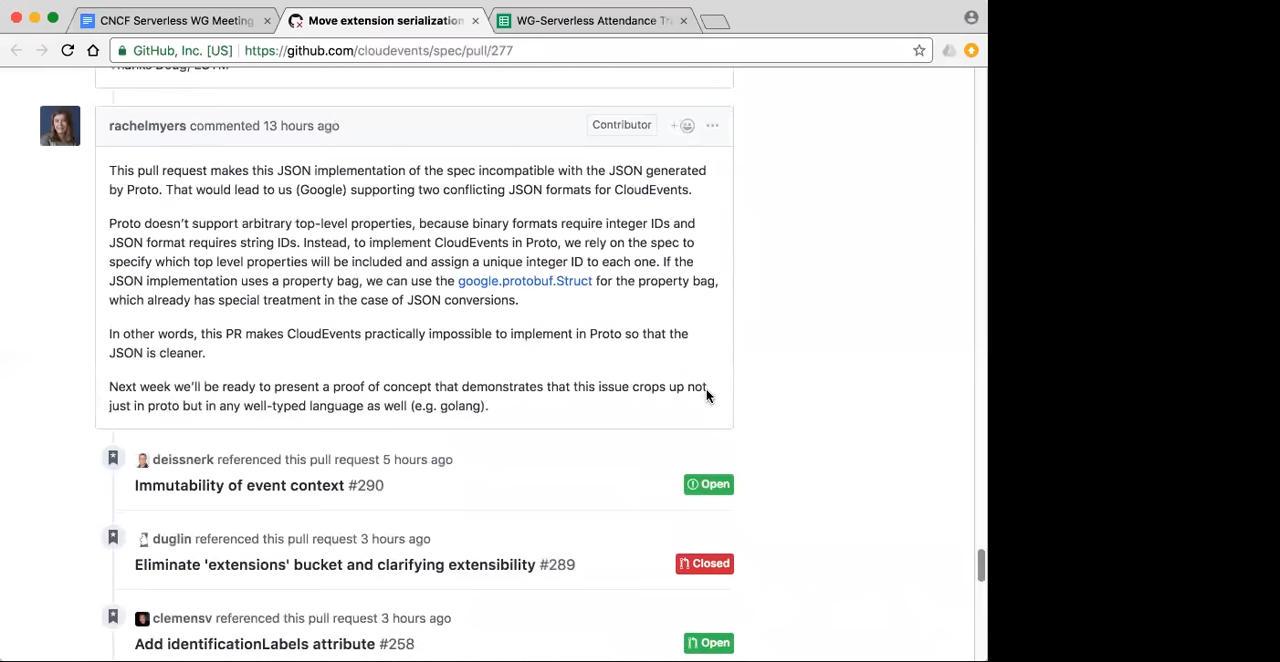 CNCF Serverless WG Meeting
Move extension serialization
WG-Serverless Attendance Tr
GitHub, Inc. [US] | https://github.com/cloudevents/spec/pull/277
rachelmyers commented 13 hours ago
Contributor
This pull request makes this JSON implementation of the spec incompatible with the JSON generated
by Proto. That would lead to us (Google) supporting two conflicting JSON formats for CloudEvents.
Proto doesn’t support arbitrary top-level properties, because binary formats require integer IDs and
JSON format requires string IDs. Instead, to implement CloudEvents in Proto, we rely on the spec to
specify which top level properties will be included and assign a unique integer ID to each one. If the
JSON implementation uses a property bag, we can use the google.protobuf.Struct for the property bag,
which already has special treatment in the case of JSON conversions.
In other words, this PR makes CloudEvents practically impossible to implement in Proto so that the
JSON is cleaner.
Next week we’ll be ready to present a proof of concept that demonstrates that this issue crops up not
just in proto but in any well-typed language as well (e.g. golang).
deissnerk referenced this pull request 5 hours ago
Immutability of event context #290
Open
duglin referenced this pull request 3 hours ago
Eliminate 'extensions' bucket and clarifying extensibility #289
Closed
clemensv referenced this pull request 3 hours ago
Add identificationLabels attribute #258
Open